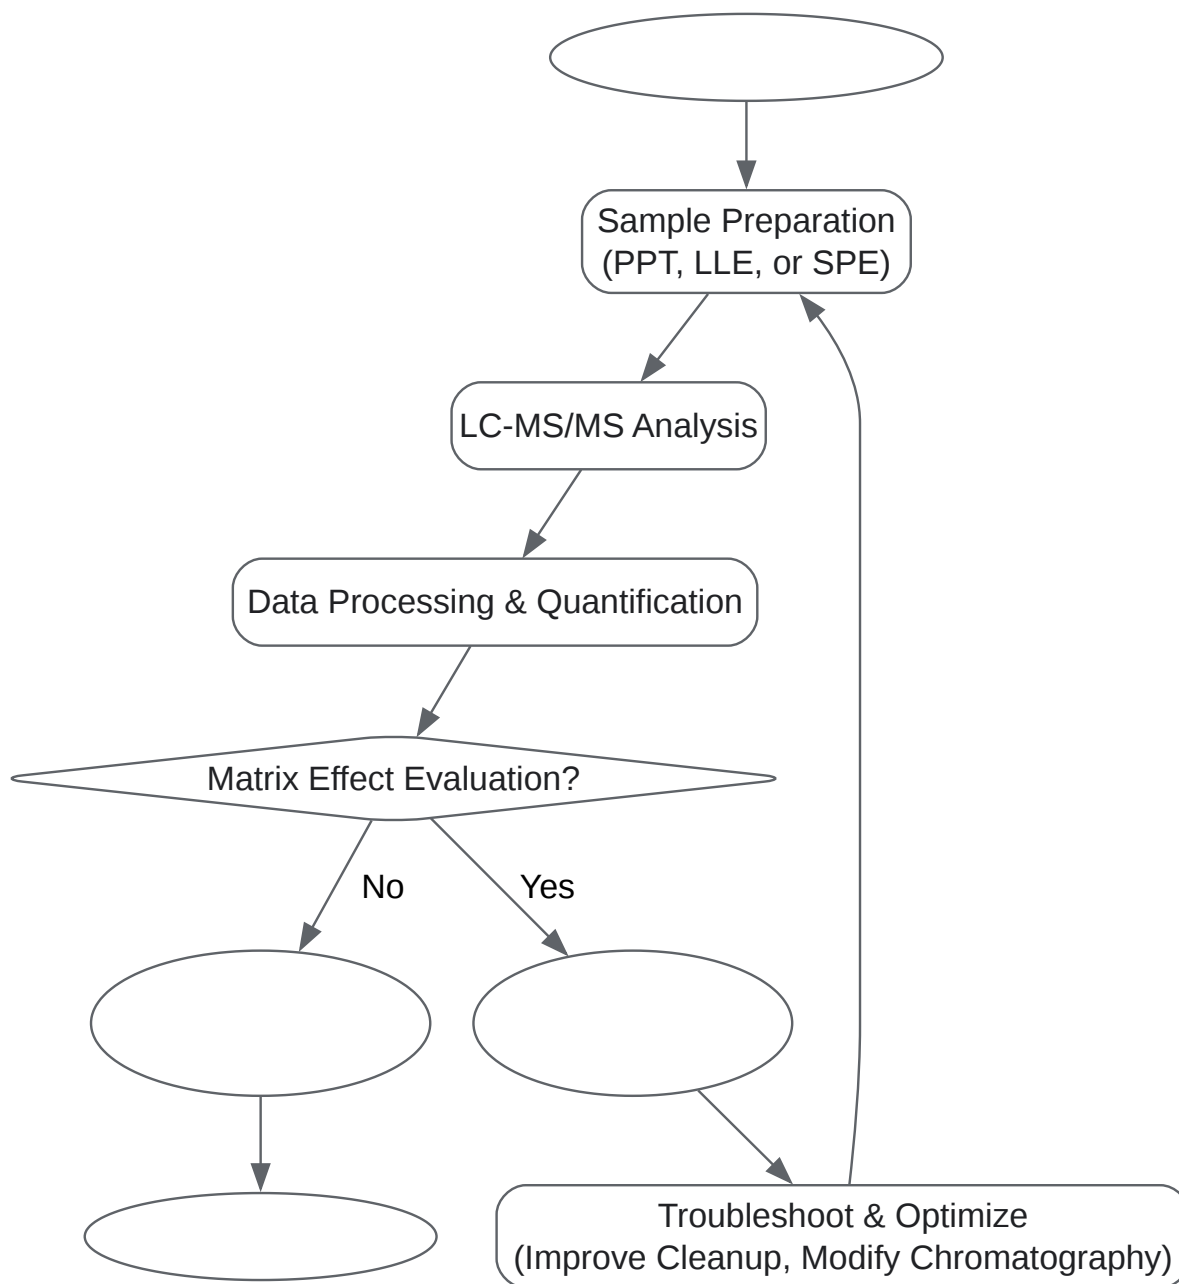 Sample Preparation
(PPT, LLE, or SPE)
LC-MS/MS Analysis
Data Processing & Quantification
Matrix Effect Evaluation?
No
Yes
Troubleshoot & Optimize
(Improve Cleanup, Modify Chromatography)